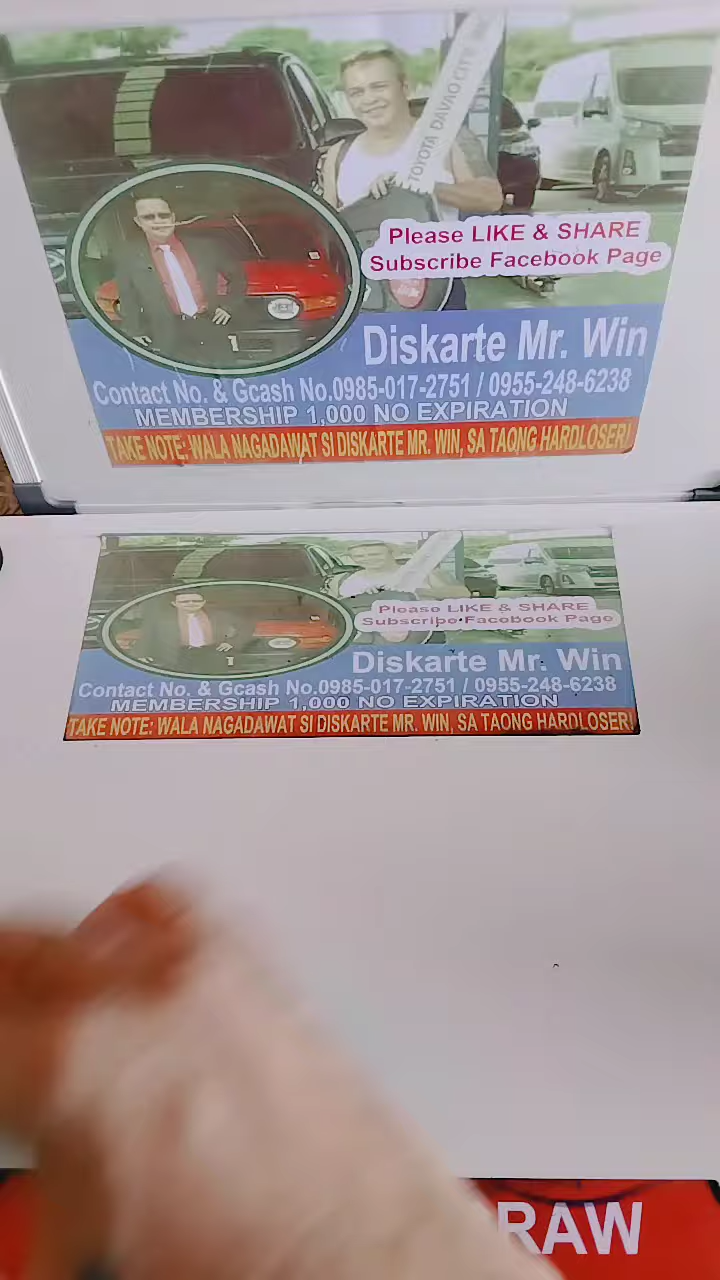 TOYOTA DAVAO CITY
Please LIKE & SHARE
Subscribe Facebook Page
Diskarte Mr. Win
Contact No. & Gcash No.0985-017-2751 / 0955-248-6238
MEMBERSHIP 1,000 NO EXPIRATION
TAKE NOTE: WALA NAGADAWAT SI DISKARTE MR. WIN, SA TAONG HARDLOSER!
Please LIKE & SHARE
Subscribe Facebook Page
Diskarte Mr. Win
Contact No. & Gcash No.0985-017-2751 / 0955-248-6238
MEMBERSHIP 1,000 NO EXPIRATION
TAKE NOTE: WALA NAGADAWAT SI DISKARTE MR. WIN, SA TAONG HARDLOSER!
RAW